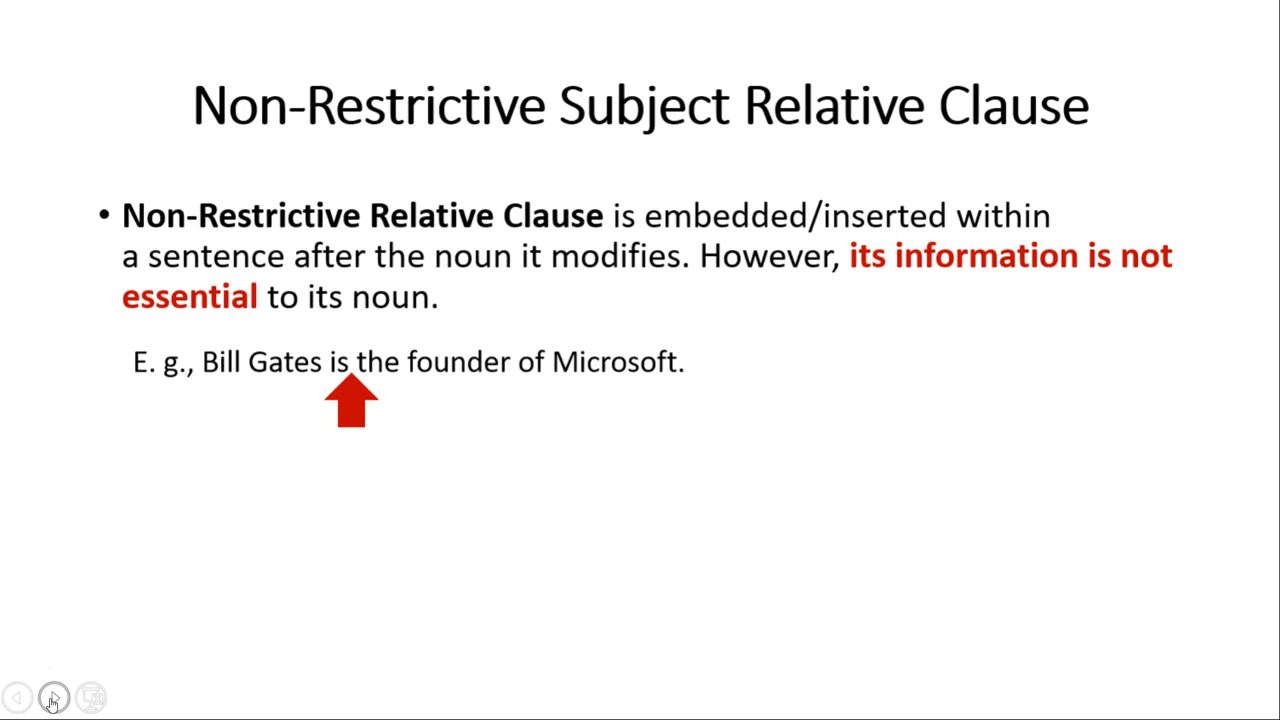 Non-Restrictive Subject Relative Clause
• Non-Restrictive Relative Clause is embedded/inserted within
a sentence after the noun it modifies. However, its information is not
essential to its noun.
E. g., Bill Gates is the founder of Microsoft.